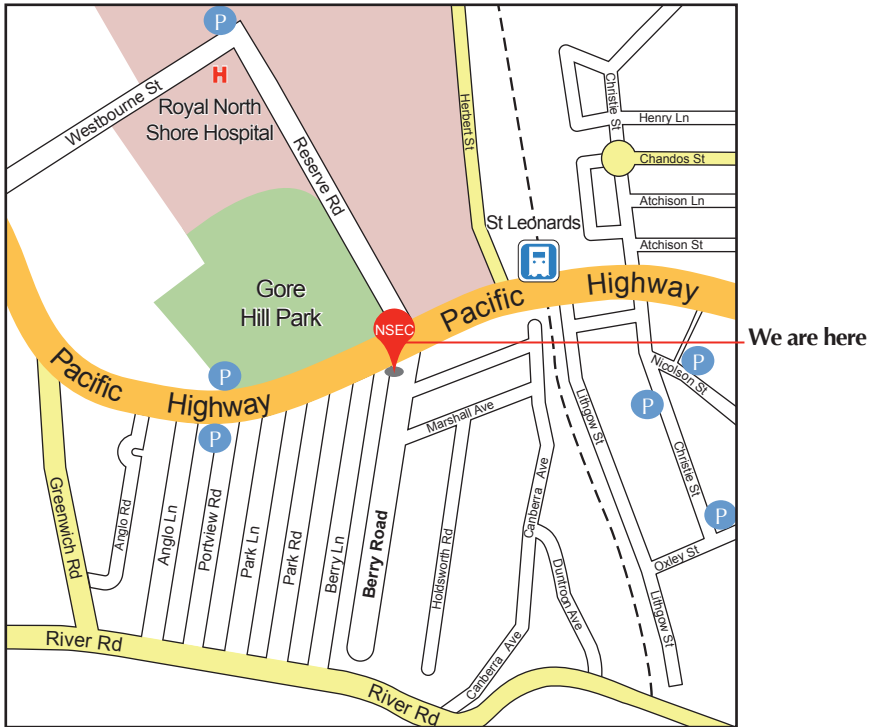 P
Westbourne St
H
Royal North
Shore Hospital
Reserve Rd
Herbert St
Christie St
Henry Ln
Chandos St
Atchison Ln
Atchison St
St Leonards
Gore
Hill Park
Pacific
Highway
NSEC
We are here
Pacific
Highway
P
P
Nicolson St
P
P
P
Marshall Ave
Lithgow St
Christie St
Canberra Ave
Greenwich Rd
Anglo Rd
Anglo Ln
Portview Rd
Park Ln
Park Rd
Berry Ln
Berry Road
Holdsworth Rd
Duntroon Ave
Oxley St
Lithgow St
Canberra Ave
River Rd
River Rd